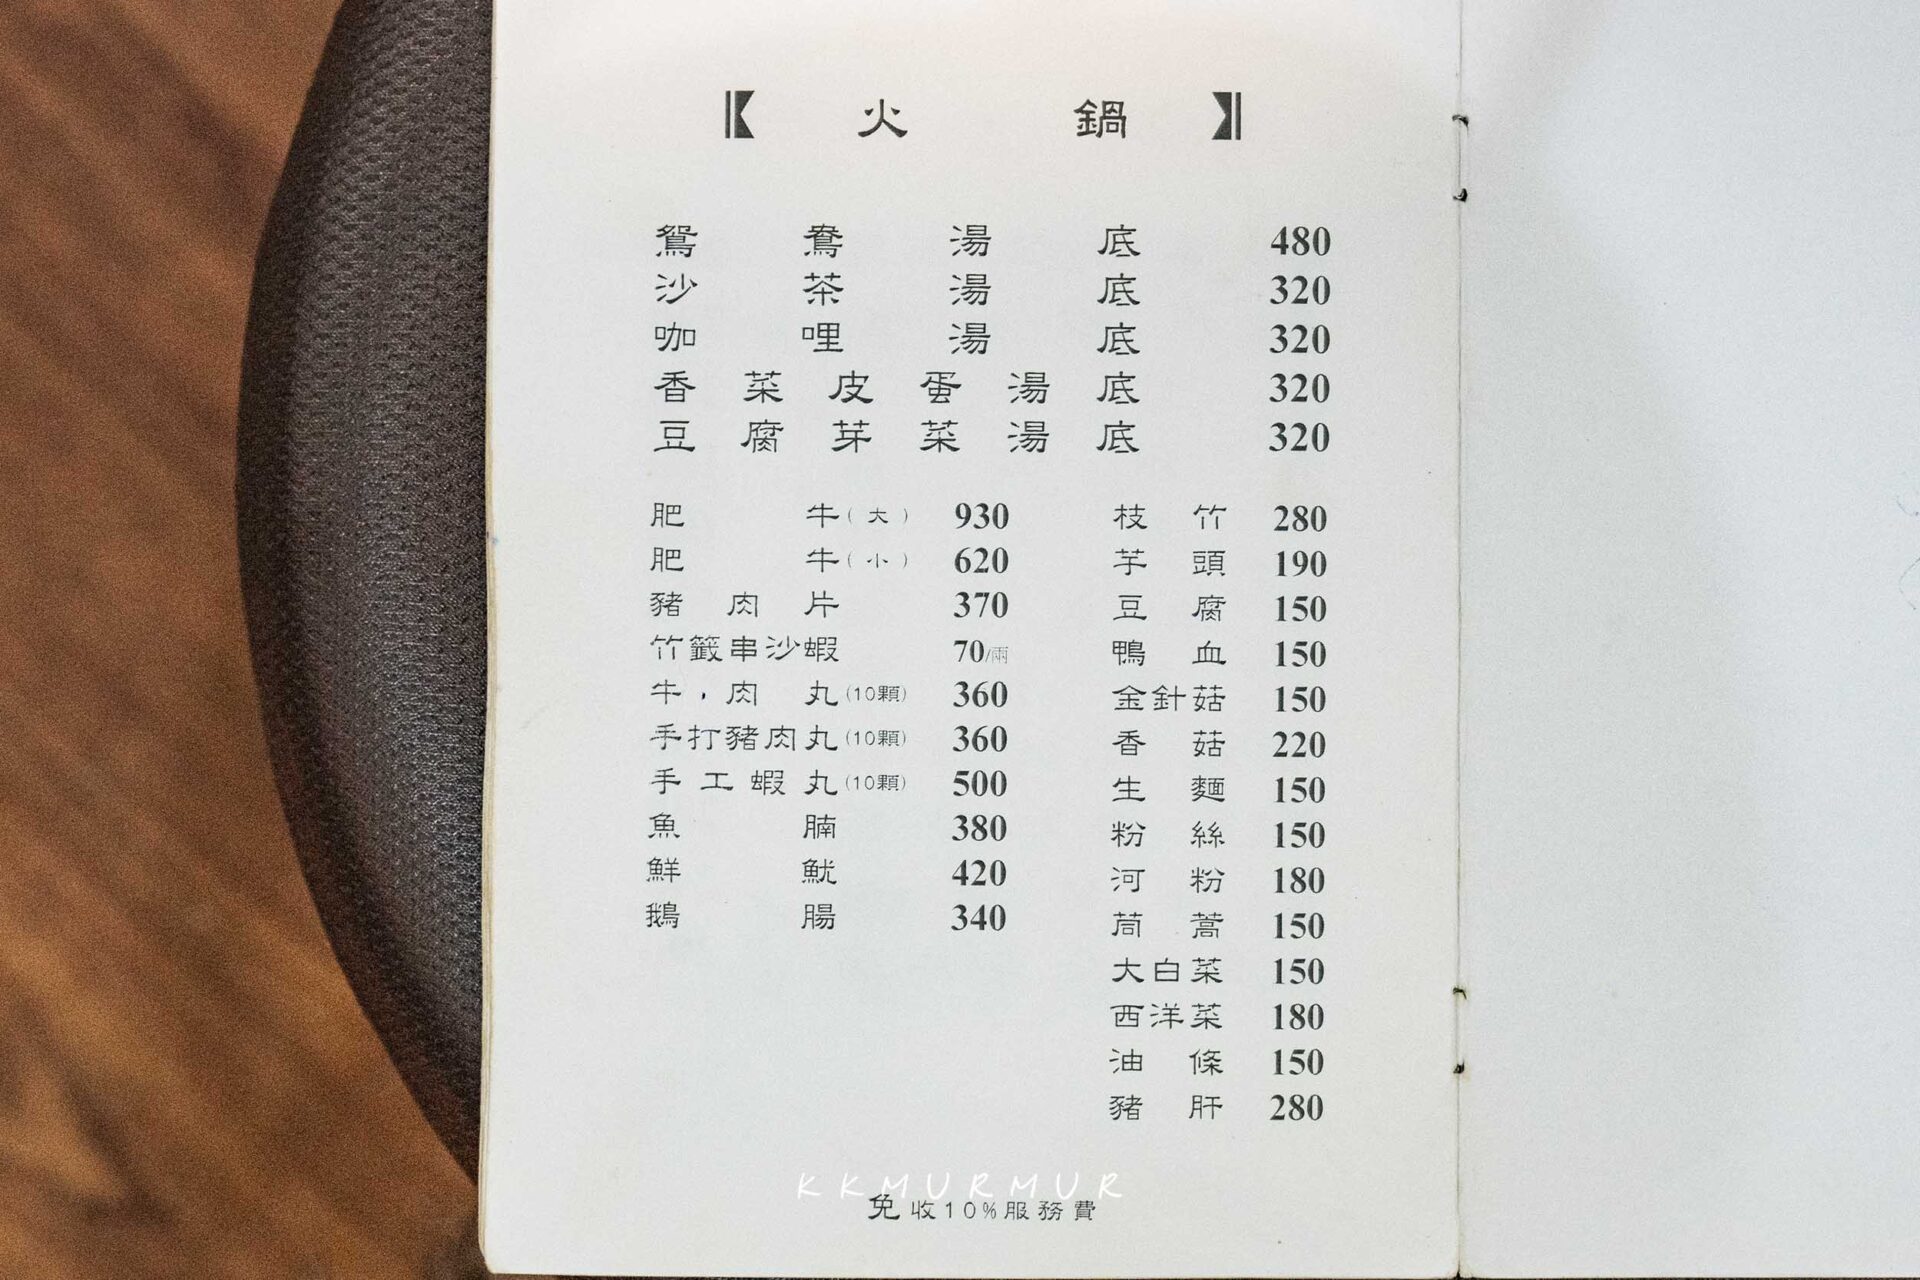 火鍋
鴛鴦湯底 480
沙茶湯底 320
咖哩湯底 320
香菜皮蛋湯底 320
豆腐芽菜湯底 320
肥牛(大) 930
肥牛(小) 620
豬肉片 370
竹籤串沙蝦 70/兩
牛肉丸(10顆) 360
手打豬肉丸(10顆) 360
手工蝦丸(10顆) 500
魚腩 380
鮮魷 420
鵝腸 340
枝竹 280
芋頭 190
豆腐 150
鴨血 150
金針菇 150
香菇 220
生麵 150
粉絲 150
河粉 180
茼蒿 150
大白菜 150
西洋菜 180
油條 150
豬肝 280
KKMURMUR
免收10%服務費